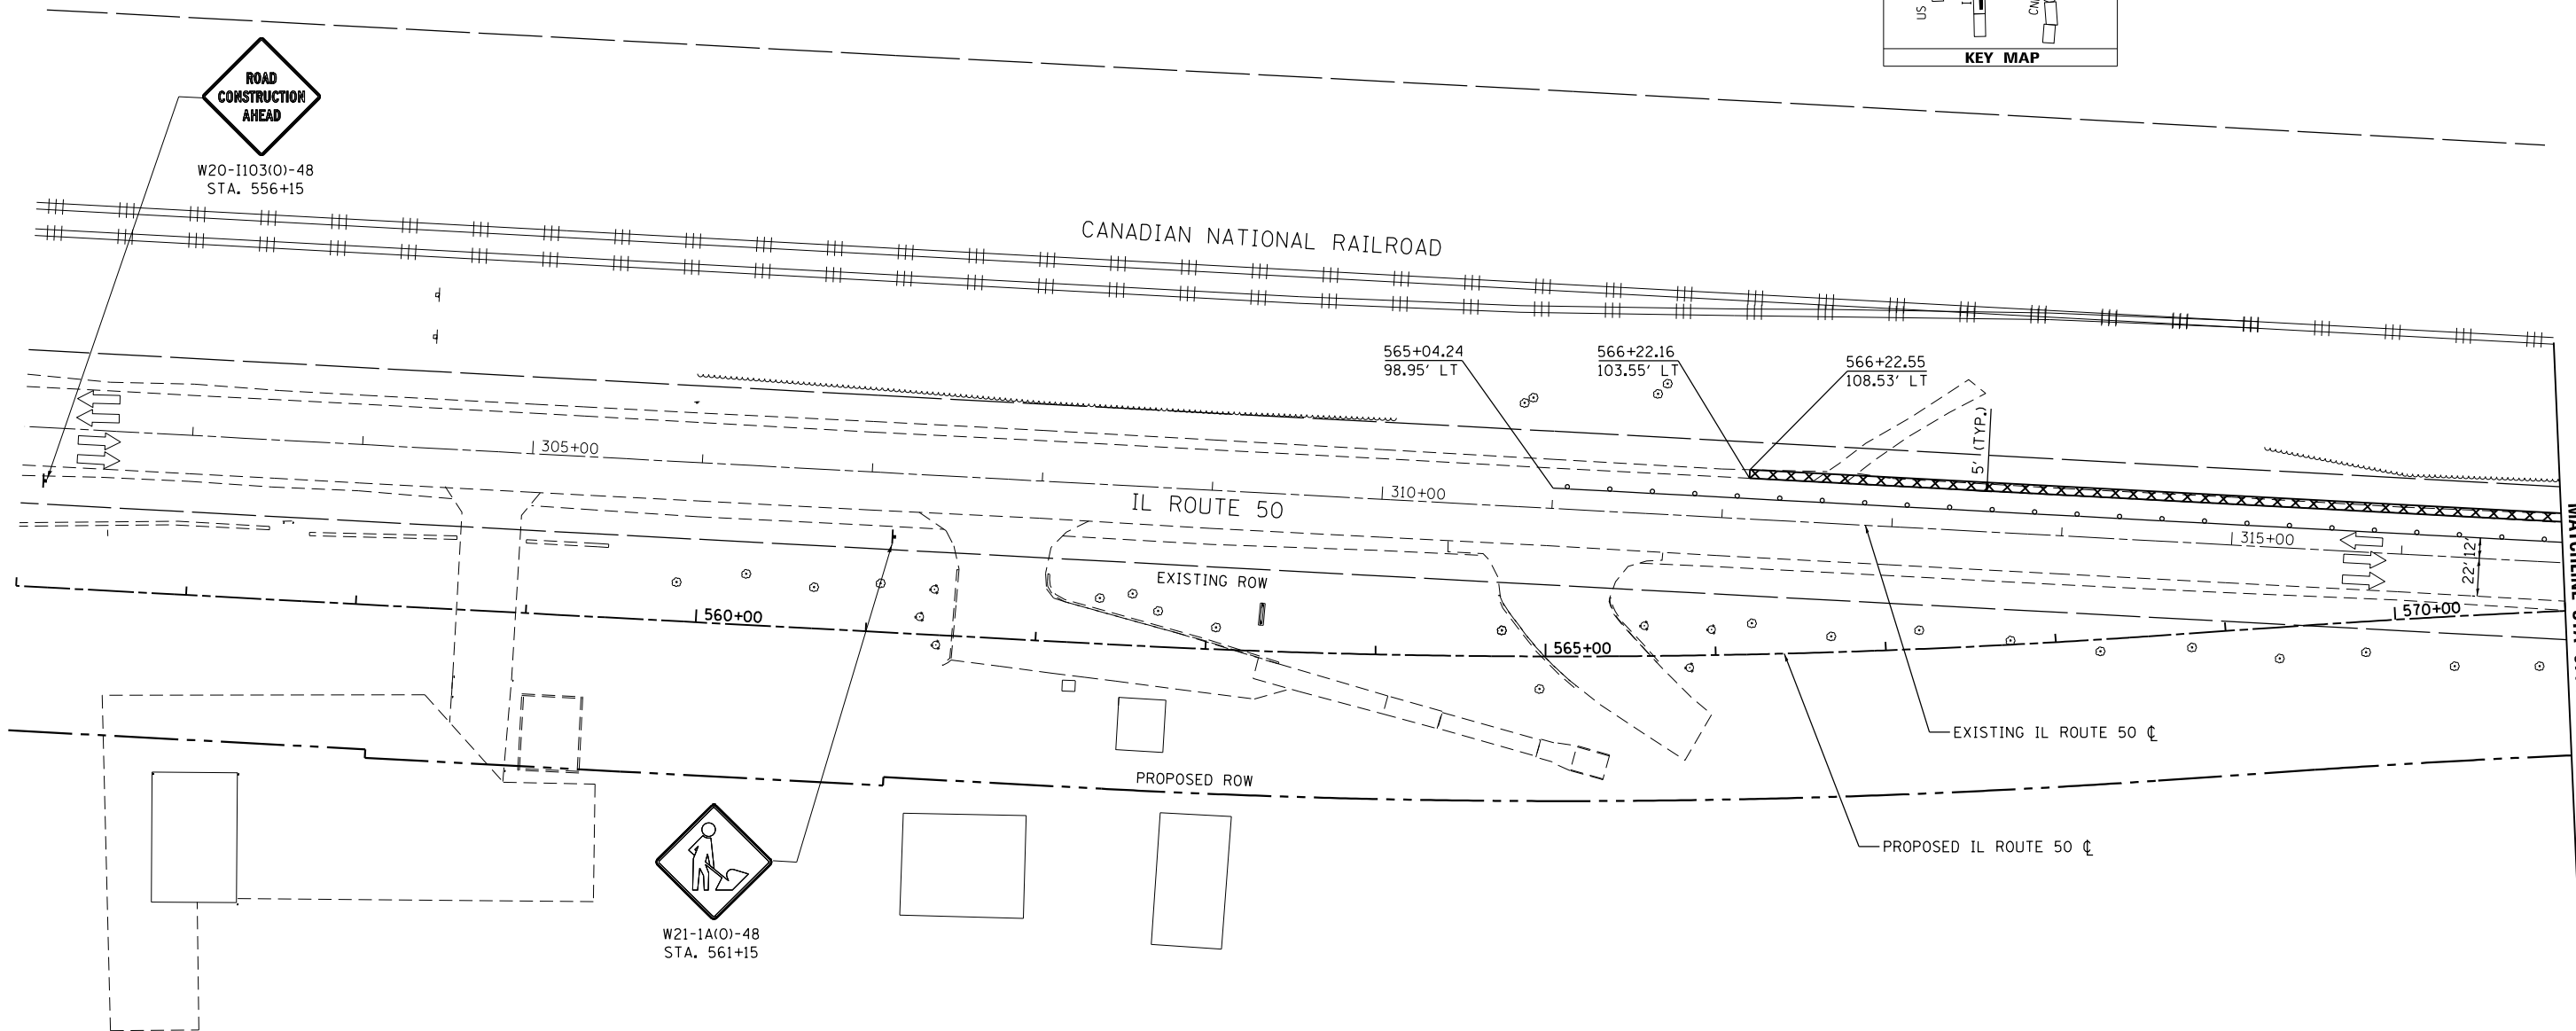 US
CN
KEY MAP
ROAD
CONSTRUCTION
AHEAD
W20-I103(O)-48
STA. 556+15
CANADIAN NATIONAL RAILROAD
565+04.24
98.95' LT
566+22.16
103.55' LT
566+22.55
108.53' LT
5' (TYP.)
305+00
310+00
315+00
IL ROUTE 50
12'
22'
EXISTING ROW
560+00
565+00
570+00
EXISTING IL ROUTE 50 ℄
PROPOSED ROW
PROPOSED IL ROUTE 50 ℄
W21-1A(O)-48
STA. 561+15